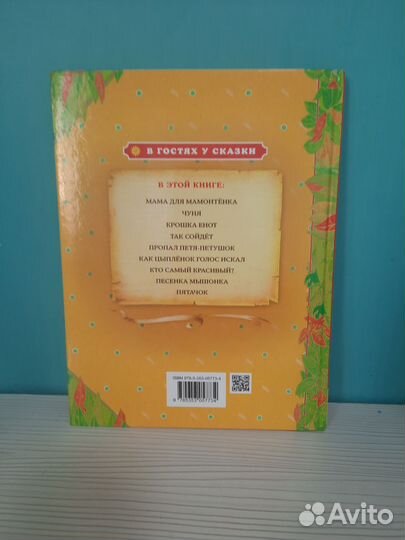 В ГОСТЯХ У СКАЗКИ
В ЭТОЙ КНИГЕ:
МАМА ДЛЯ МАМОНТЁНКА
ЧУНЯ
КРОШКА ЕНОТ
ТАК СОЙДЁТ
ПРОПАЛ ПЕТЯ-ПЕТУШОК
КАК ЦЫПЛЁНОК ГОЛОС ИСКАЛ
КТО САМЫЙ КРАСИВЫЙ?
ПЕСЕНКА МЫШОНКА
ПЯТАЧОК
Avito